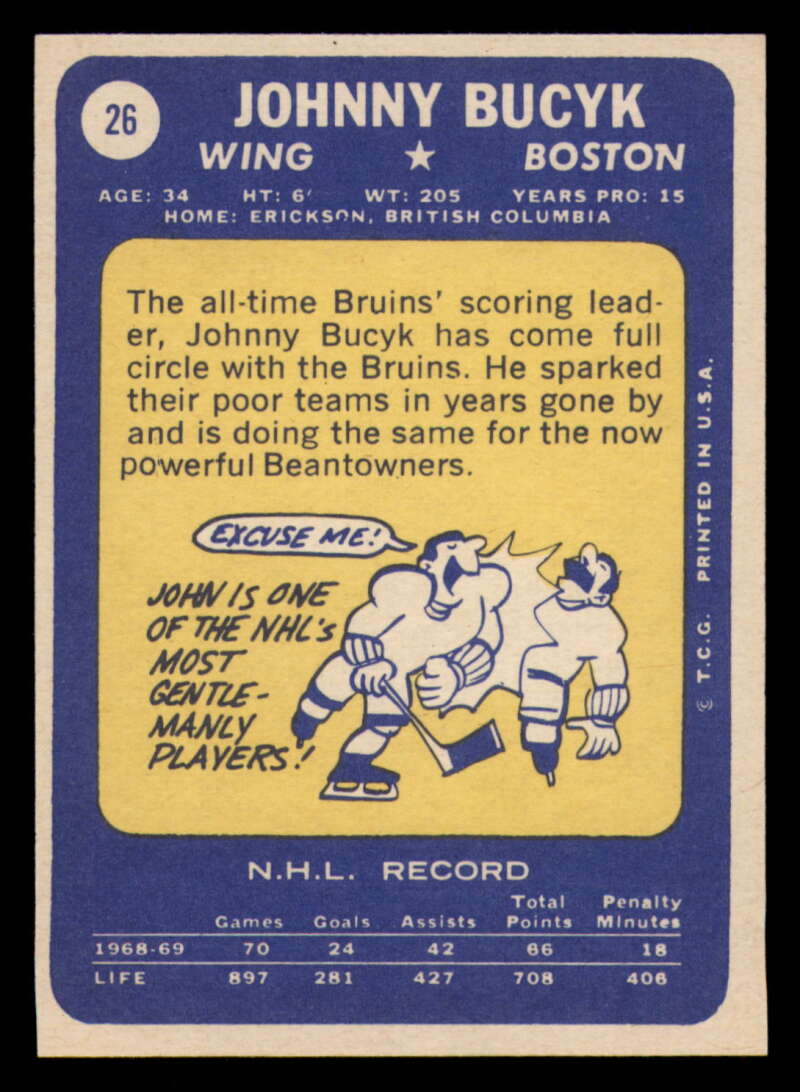 26
JOHNNY BUCYK
WING ★ BOSTON
AGE: 34 HT: 6' WT: 205 YEARS PRO: 15
HOME: ERICKSON, BRITISH COLUMBIA
The all-time Bruins' scoring lead-
er, Johnny Bucyk has come full
circle with the Bruins. He sparked
their poor teams in years gone by
and is doing the same for the now
powerful Beantowners.
EXCUSE ME!
JOHN IS ONE
OF THE NHL's
MOST
GENTLE-
MANLY
PLAYERS!
© T.C.G. PRINTED IN U.S.A.
N.H.L. RECORD
Games Goals Assists Total Points Penalty Minutes
1968-69 70 24 42 66 18
LIFE 897 281 427 708 406